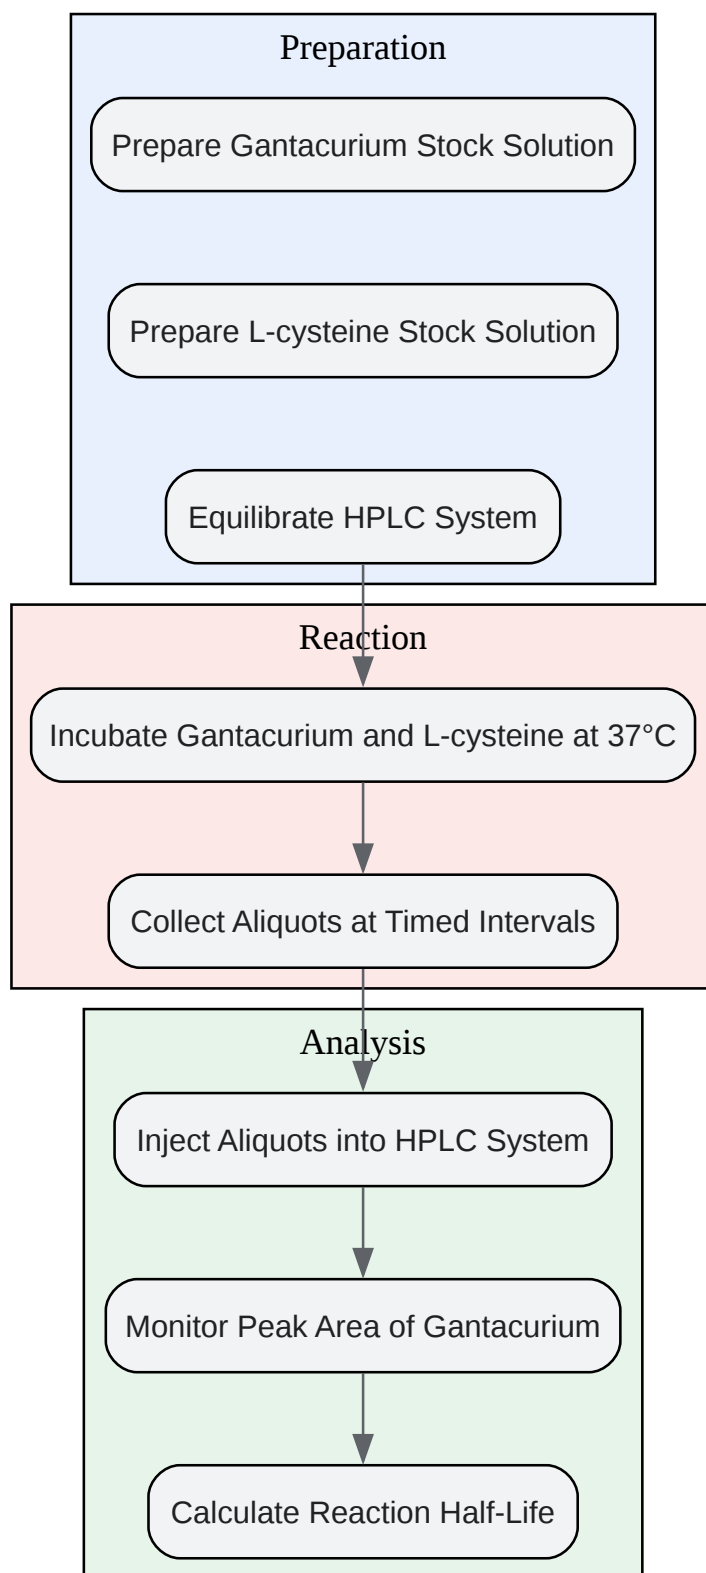 Preparation
Prepare Gantacurium Stock Solution
Prepare L-cysteine Stock Solution
Equilibrate HPLC System
Reaction
Incubate Gantacurium and L-cysteine at 37°C
Collect Aliquots at Timed Intervals
Analysis
Inject Aliquots into HPLC System
Monitor Peak Area of Gantacurium
Calculate Reaction Half-Life